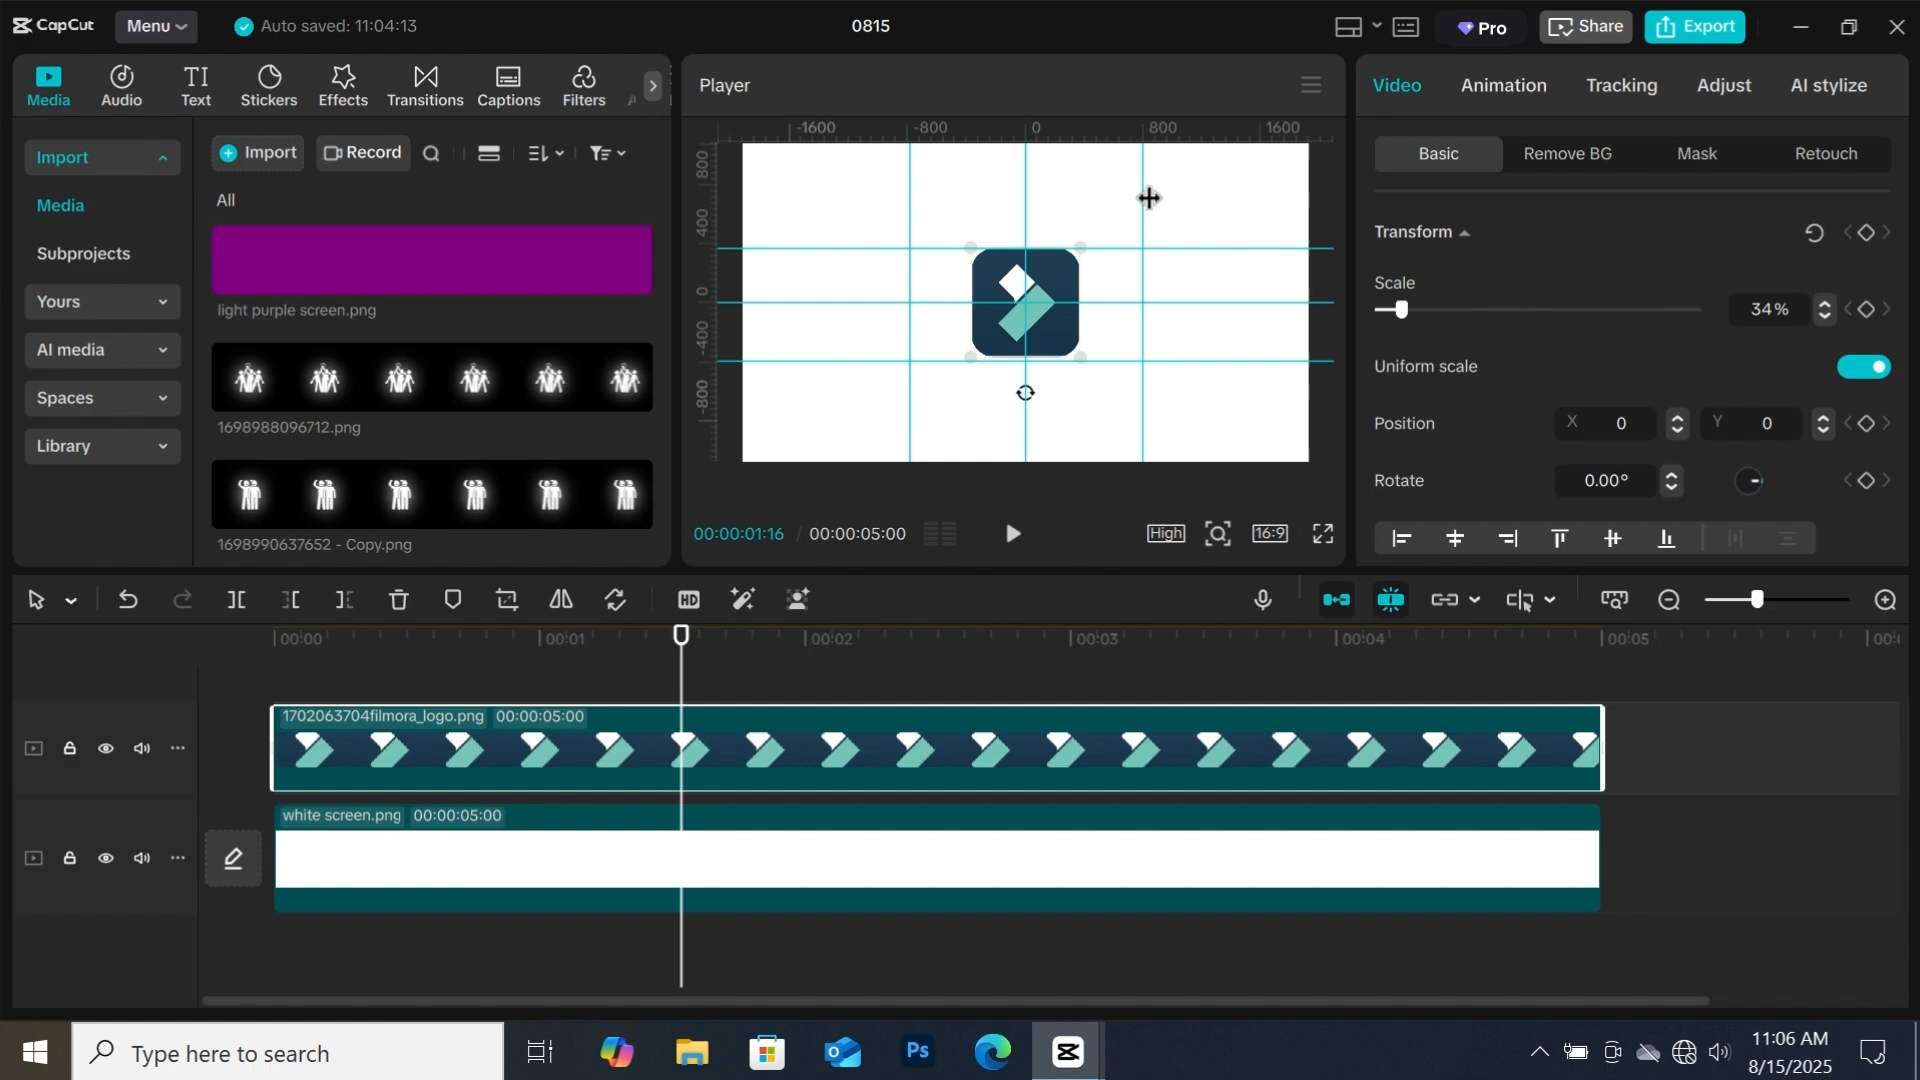 CapCut Menu Auto saved: 11:04:13 0815 Pro Share Export
Media Audio Text Stickers Effects Transitions Captions Filters
Import
Media
Subprojects
Yours
AI media
Spaces
Library
Import Record
All
light purple screen.png
1698988096712.png
1698990637652 - Copy.png
Player
-1600 -800 0 800 1600
800
400
0
-400
-800
00:00:01:16 / 00:00:05:00 High 16:9
Video Animation Tracking Adjust AI stylize
Basic Remove BG Mask Retouch
Transform
Scale
34%
Uniform scale
Position X 0 Y 0
Rotate 0.00°
HD
00:00 00:01 00:02 00:03 00:04 00:05
1702063704filmora_logo.png 00:00:05:00
white screen.png 00:00:05:00
Type here to search
Ps
11:06 AM
8/15/2025